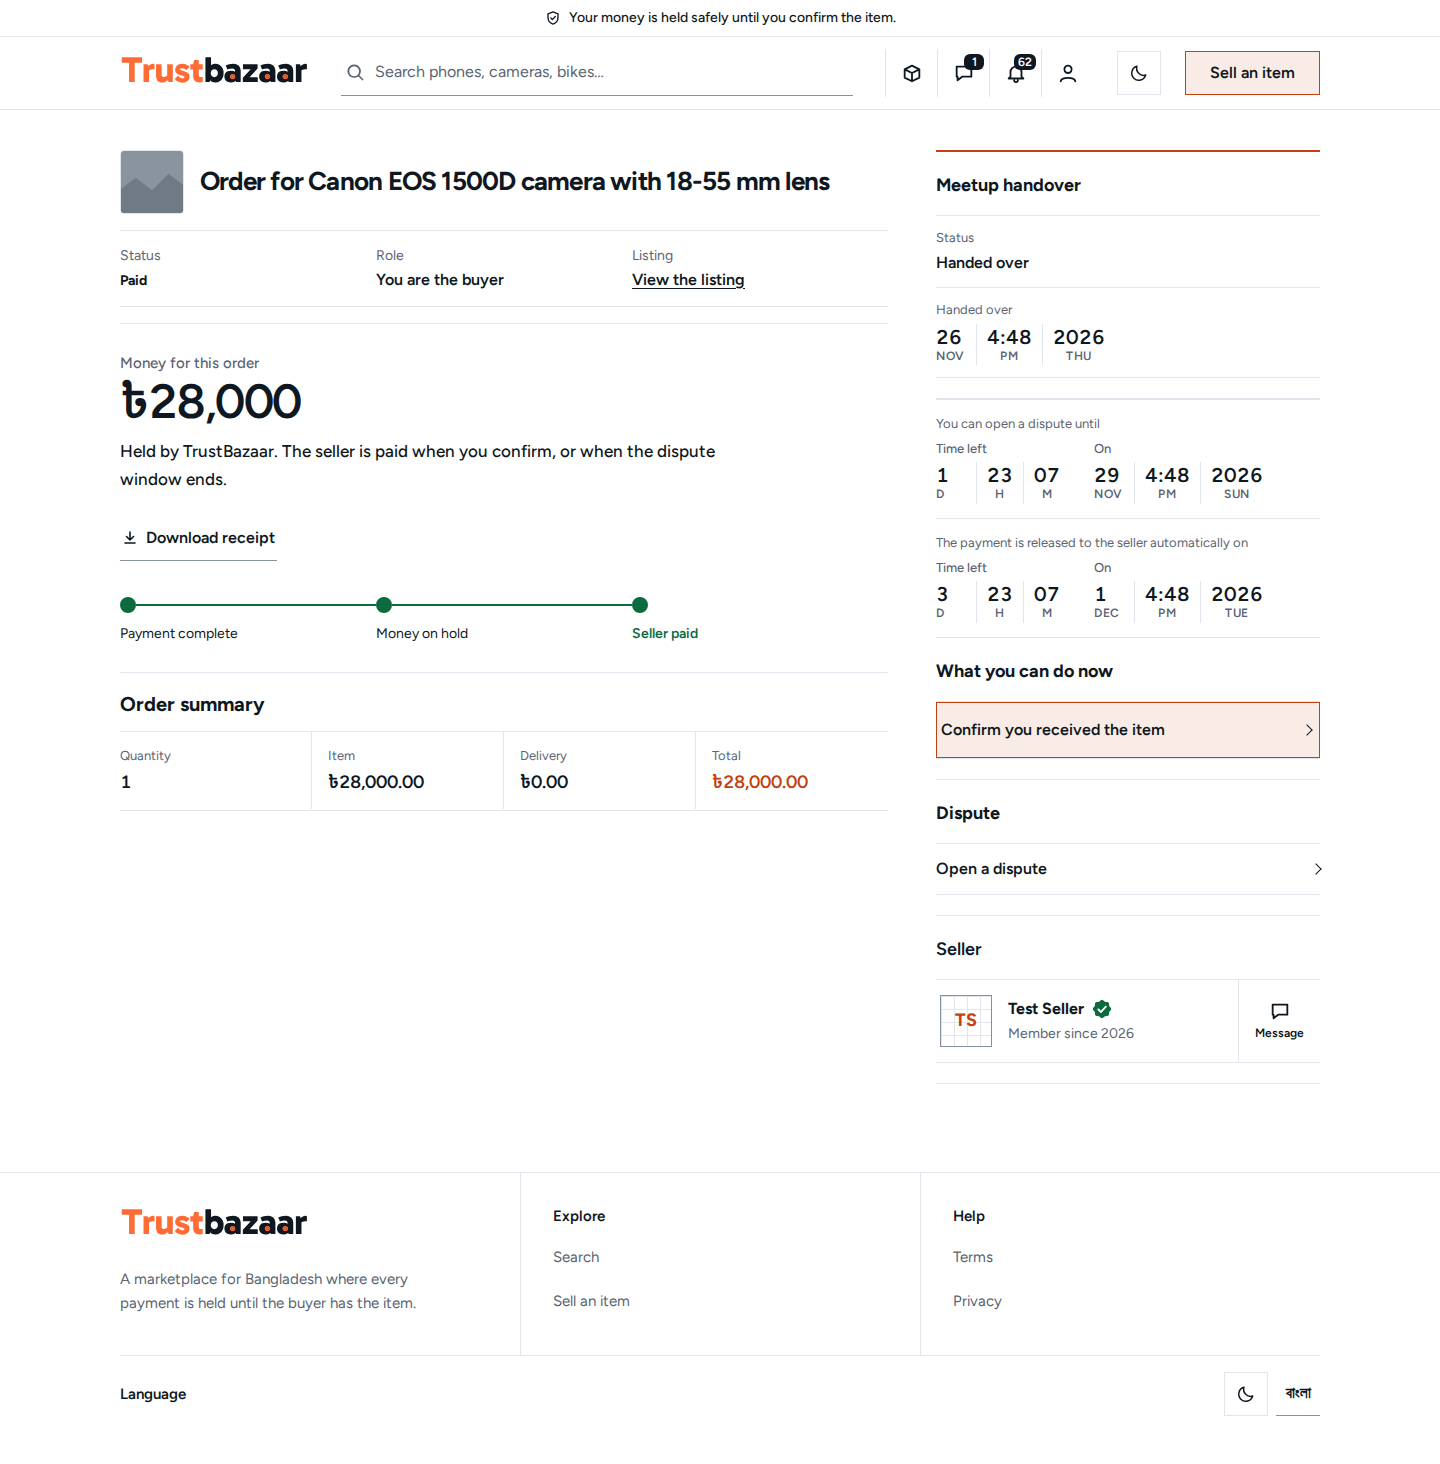 Your money is held safely until you confirm the item.
Trustbazaar
Search phones, cameras, bikes...
1
62
Sell an item
Order for Canon EOS 1500D camera with 18-55 mm lens
Status
Role
Listing
Paid
You are the buyer
View the listing
Money for this order
৳28,000
Held by TrustBazaar. The seller is paid when you confirm, or when the dispute
window ends.
Download receipt
Payment complete
Money on hold
Seller paid
Order summary
Quantity
Item
Delivery
Total
1
৳28,000.00
৳0.00
৳28,000.00
Meetup handover
Status
Handed over
Handed over
26 4:48 2026
NOV PM THU
You can open a dispute until
Time left
On
1 23 07 29 4:48 2026
D H M NOV PM SUN
The payment is released to the seller automatically on
Time left
On
3 23 07 1 4:48 2026
D H M DEC PM TUE
What you can do now
Confirm you received the item
Dispute
Open a dispute
Seller
TS
Test Seller
Member since 2026
Message
Trustbazaar
A marketplace for Bangladesh where every
payment is held until the buyer has the item.
Explore
Search
Sell an item
Help
Terms
Privacy
Language
বাংলা